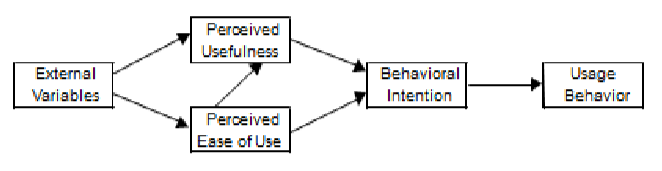 Perceived
Usefulness
External
Variables
Behavioral
Intention
Usage
Behavior
Perceived
Ease of Use